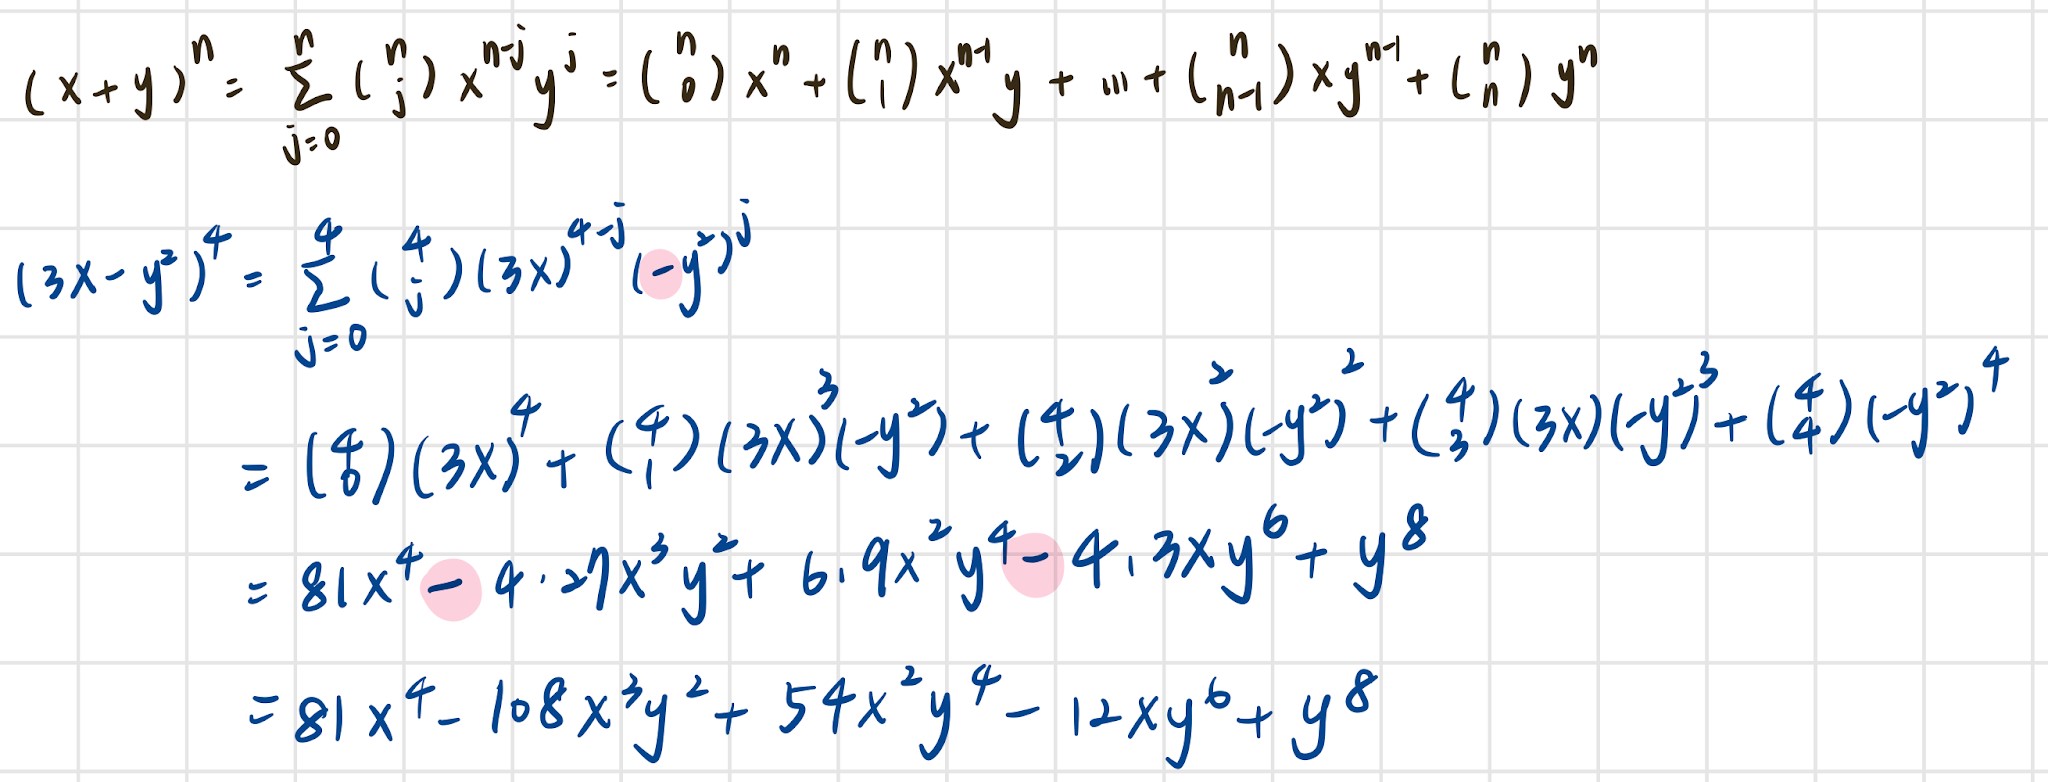 (x+y)^n = \sum_{j=0}^{n} \binom{n}{j} x^{n-j} y^j = \binom{n}{0} x^n + \binom{n}{1} x^{n-1} y + ... + \binom{n}{n-1} x y^{n-1} + \binom{n}{n} y^n
(3x-y^2)^4 = \sum_{j=0}^{4} \binom{4}{j} (3x)^{4-j} (-y^2)^j
= \binom{4}{0} (3x)^4 + \binom{4}{1} (3x)^3 (-y^2) + \binom{4}{2} (3x)^2 (-y^2)^2 + \binom{4}{3} (3x) (-y^2)^3 + \binom{4}{4} (-y^2)^4
= 81x^4 - 4·27x^3y^2 + 6·9x^2y^4 - 4·3xy^6 + y^8
= 81x^4 - 108x^3y^2 + 54x^2y^4 - 12xy^6 + y^8